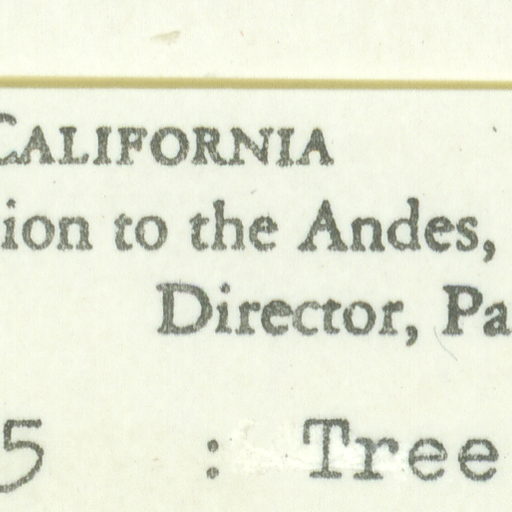 CALIFORNIA
ion to the Andes,
Director, Pa
5 : Tree